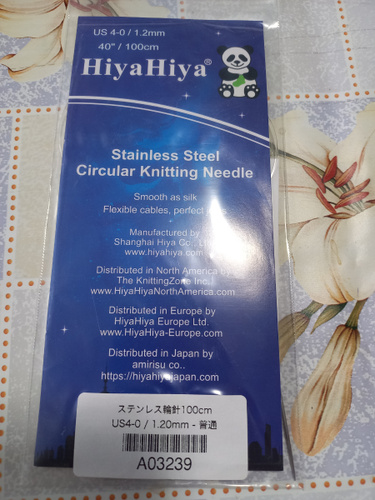 US 4-0 / 1.2mm
40" / 100cm
HiyaHiya®
Stainless Steel
Circular Knitting Needle
Smooth as silk
Flexible cables, perfect
Manufactured by
Shanghai Hiya Co., Ltd.
www.hiyahiya.com
Distributed in North America by
The KnittingZone Inc.
www.HiyaHiyaNorthAmerica.com
Distributed in Europe by
HiyaHiya Europe Ltd.
www.HiyaHiya-Europe.com
Distributed in Japan by
amirisu co..
https://hiyahiyajapan.com
ステンレス輪針100cm
US4-0 / 1.20mm - 普通
A03239